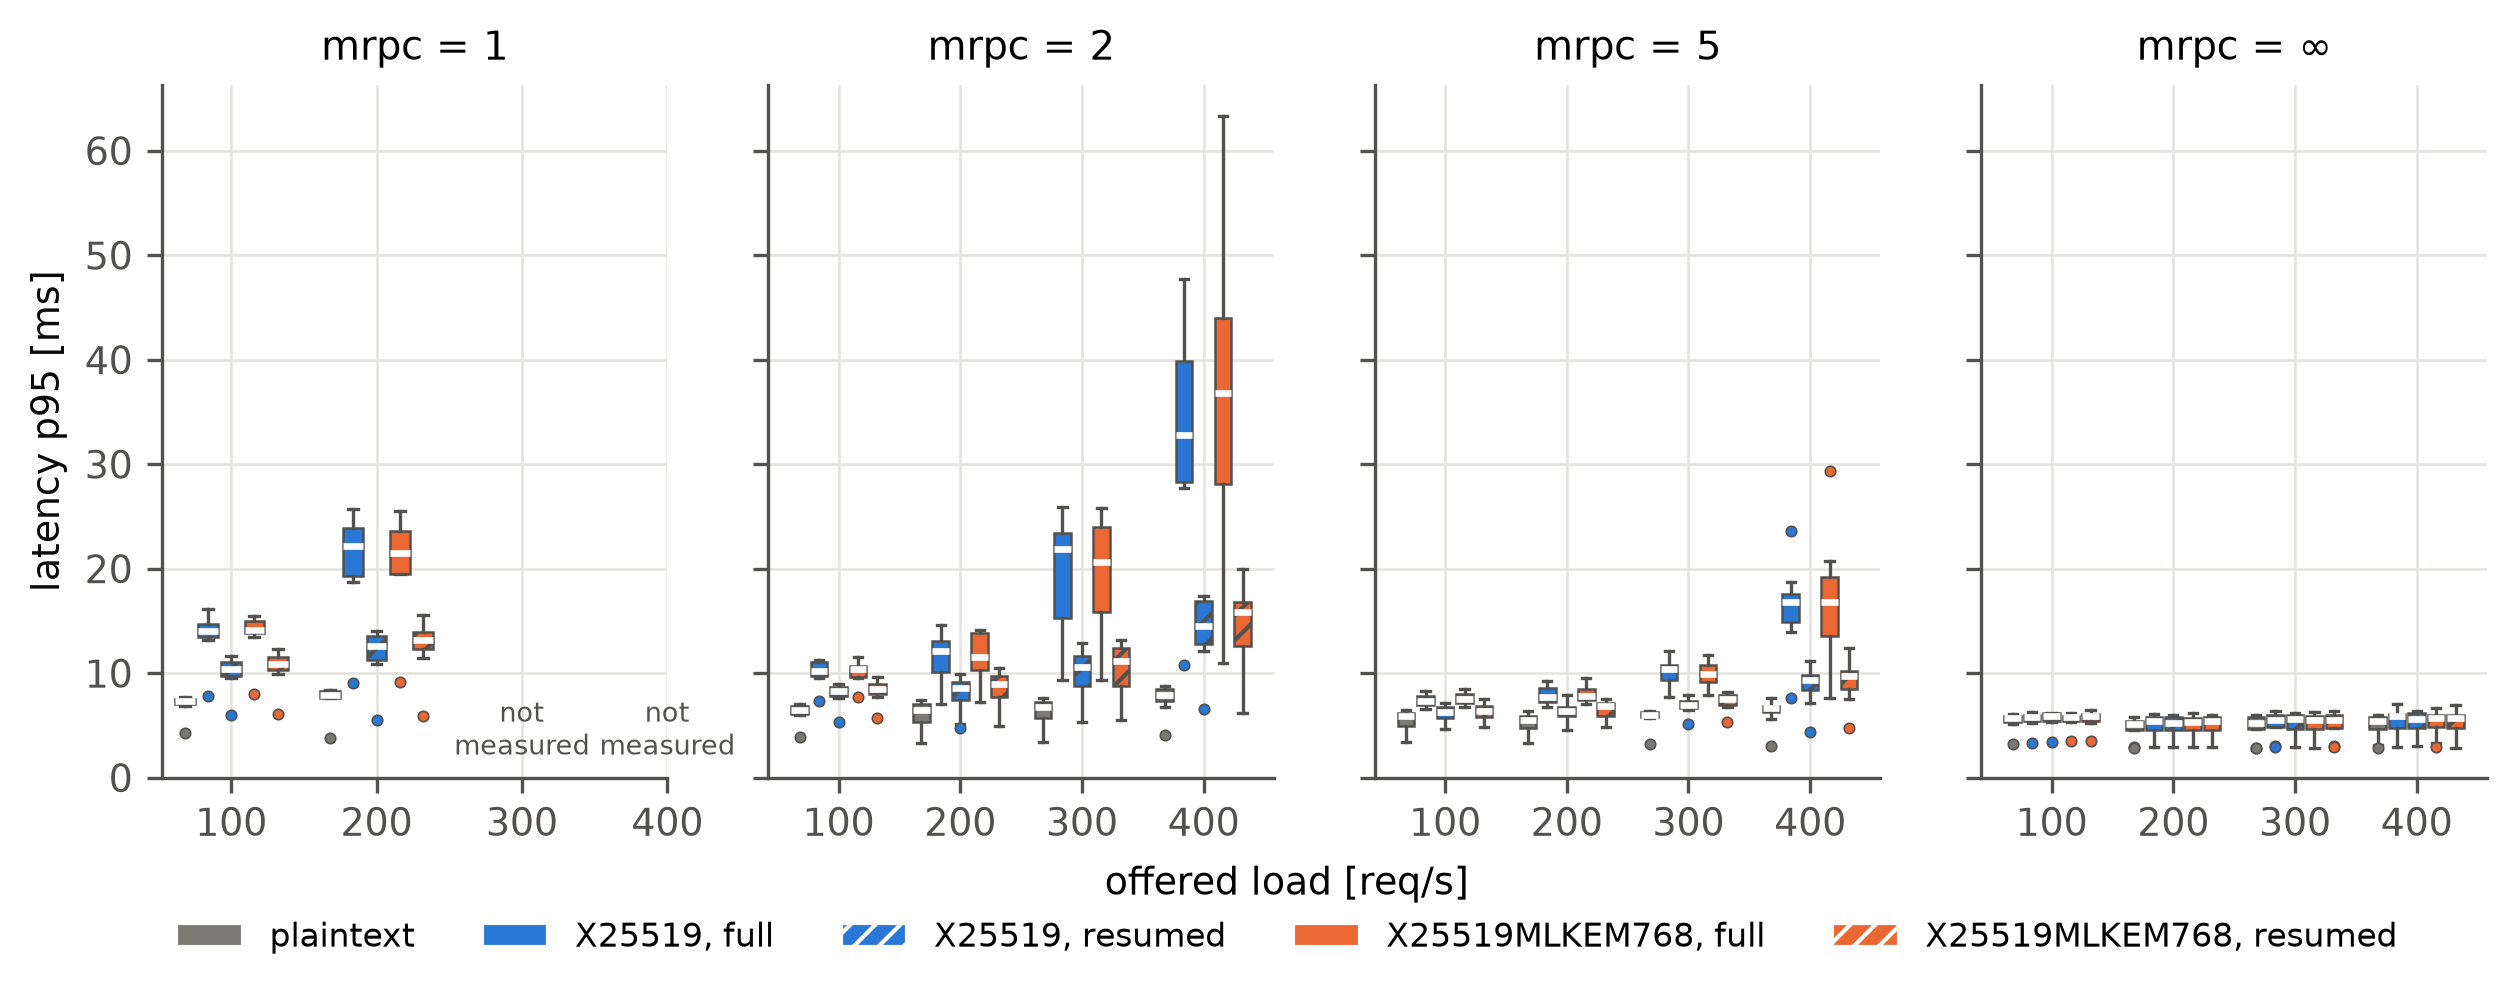 mrpc = 1
mrpc = 2
mrpc = 5
mrpc = ∞
latency p95 [ms]
60
50
40
30
20
10
0
not measured
not measured
100 200 300 400
100 200 300 400
100 200 300 400
100 200 300 400
offered load [req/s]
plaintext
X25519, full
X25519, resumed
X25519MLKEM768, full
X25519MLKEM768, resumed